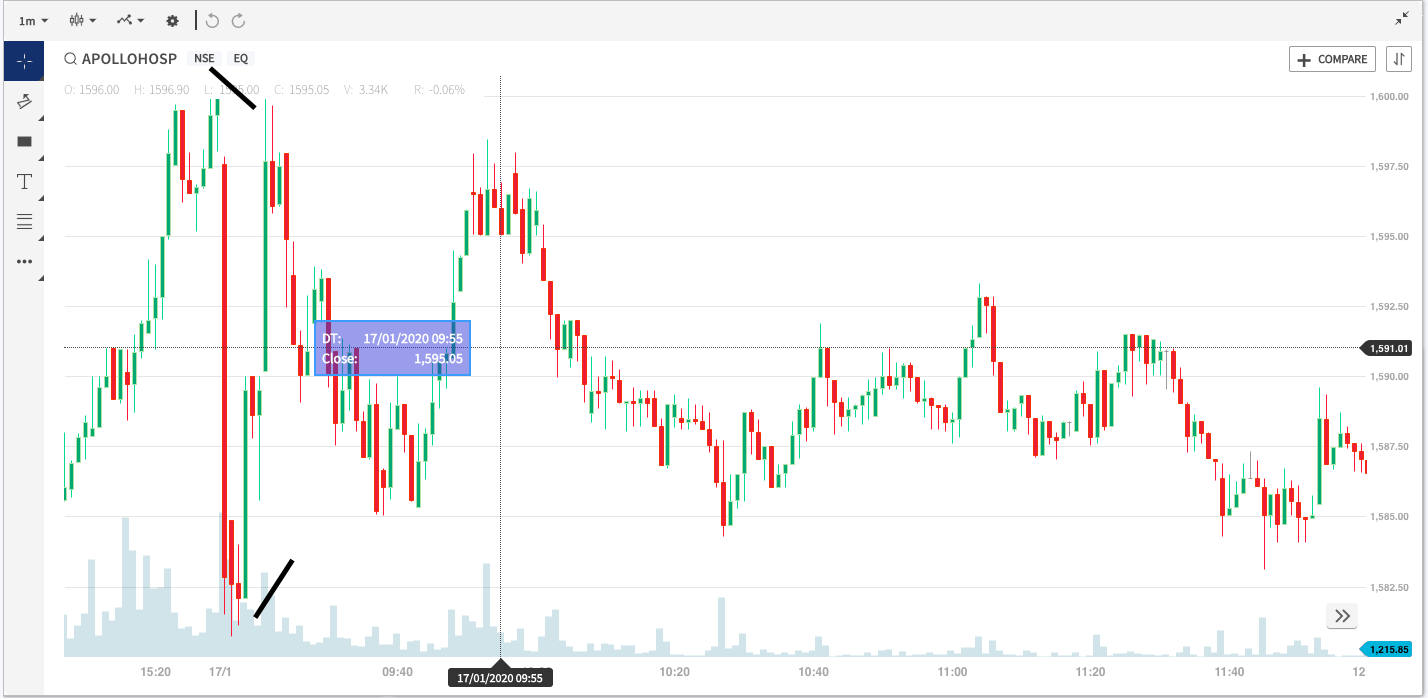 1m
APOLLOHOSP NSE EQ
COMPARE
O: 1596.00 H: 1596.90 L: 1595.00 C: 1595.05 V: 3.34K R: -0.06%
1,600.00
1,597.50
1,595.00
1,592.50
DT: 17/01/2020 09:55
Close: 1,595.05
1,591.01
1,590.00
1,587.50
1,585.00
1,582.50
1,215.85
15:20 17/1 09:40 10:20 10:40 11:00 11:20 11:40 12
17/01/2020 09:55